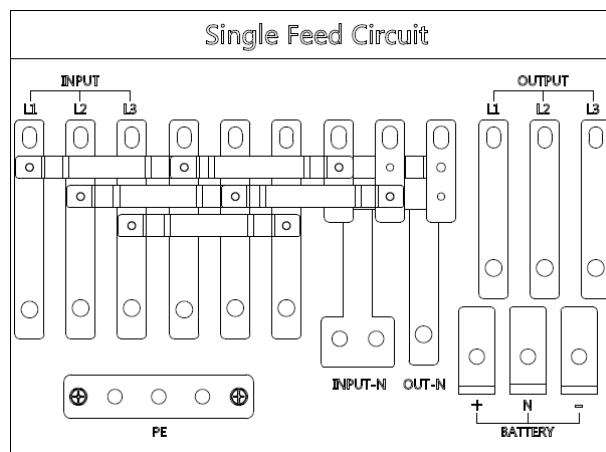 Single Feed Circuit
INPUT
OUTPUT
L1 L2 L3
L1 L2 L3
INPUT-N OUT-N
+ N -
PE
BATTERY